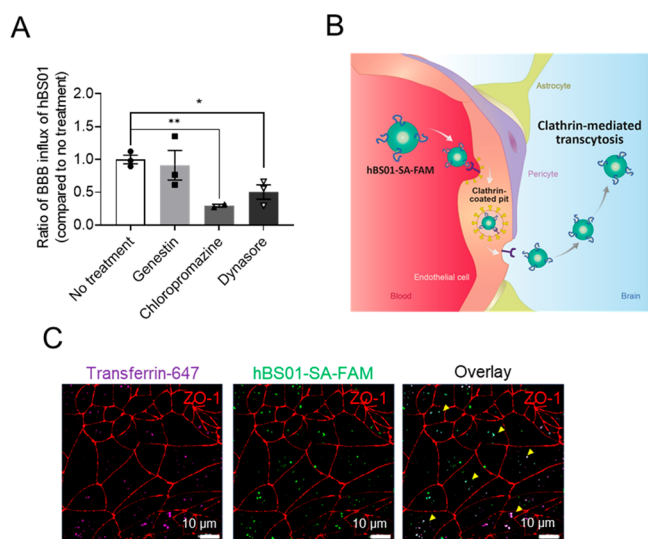 A
Ratio of BBB influx of hBS01
(compared to no treatment)
1.5
1.0
0.5
0.0
*
**
No treatment
Genestin
Chloropromazine
Dynasore
B
Astrocyte
Clathrin-mediated
transcytosis
hBS01-SA-FAM
Pericyte
Clathrin-
coated pit
Endothelial cell
Blood
Brain
C
Transferrin-647
hBS01-SA-FAM
Overlay
ZO-1
ZO-1
ZO-1
10 μm
10 μm
10 μm